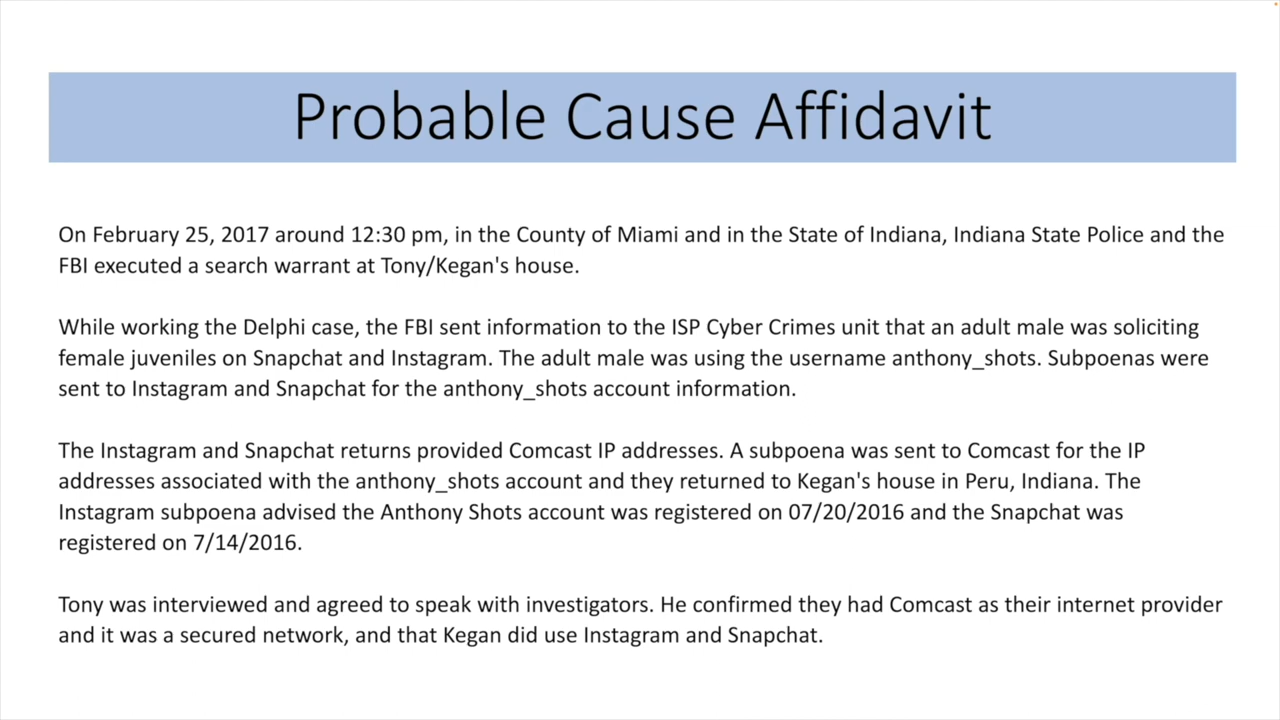 Probable Cause Affidavit
On February 25, 2017 around 12:30 pm, in the County of Miami and in the State of Indiana, Indiana State Police and the
FBI executed a search warrant at Tony/Kegan's house.
While working the Delphi case, the FBI sent information to the ISP Cyber Crimes unit that an adult male was soliciting
female juveniles on Snapchat and Instagram. The adult male was using the username anthony_shots. Subpoenas were
sent to Instagram and Snapchat for the anthony_shots account information.
The Instagram and Snapchat returns provided Comcast IP addresses. A subpoena was sent to Comcast for the IP
addresses associated with the anthony_shots account and they returned to Kegan's house in Peru, Indiana. The
Instagram subpoena advised the Anthony Shots account was registered on 07/20/2016 and the Snapchat was
registered on 7/14/2016.
Tony was interviewed and agreed to speak with investigators. He confirmed they had Comcast as their internet provider
and it was a secured network, and that Kegan did use Instagram and Snapchat.